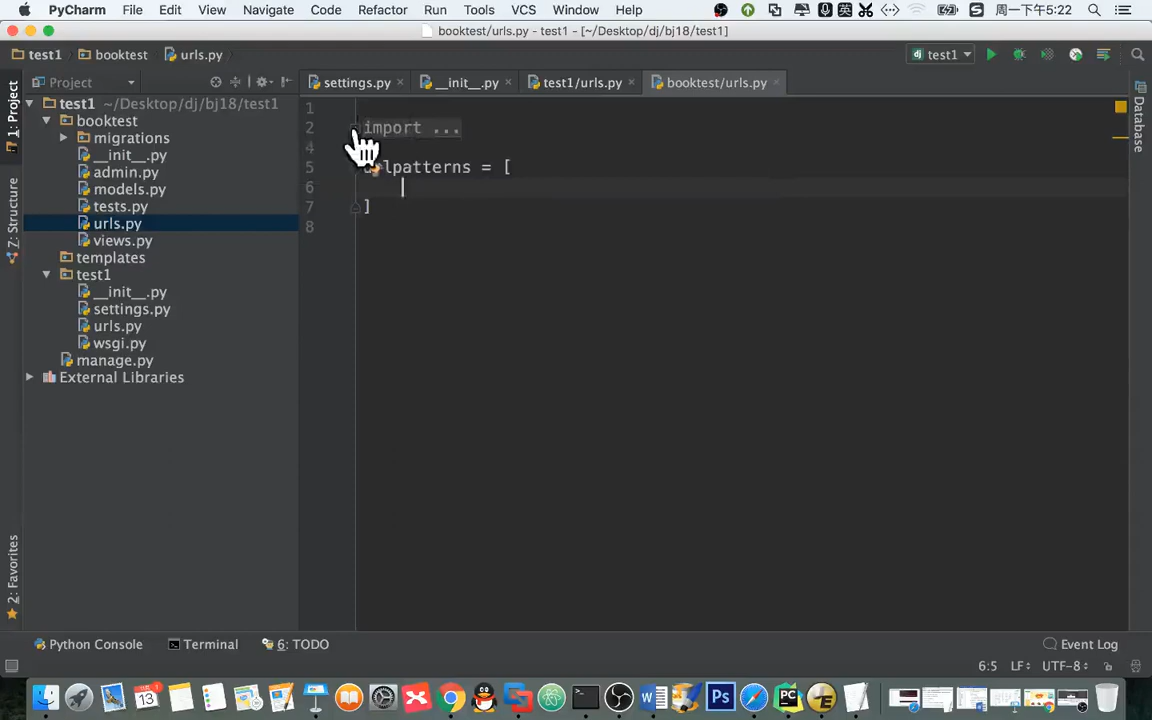 PyCharm File Edit View Navigate Code Refactor Run Tools VCS Window Help 英 周一下午5:22
booktest/urls.py - test1 - [~/Desktop/dj/bj18/test1]
test1 booktest urls.py dj test1
Project settings.py × __init__.py × test1/urls.py × booktest/urls.py ×
1: Project
7: Structure
2: Favorites
Database
test1 ~/Desktop/dj/bj18/test1
booktest
migrations
__init__.py
admin.py
models.py
tests.py
urls.py
views.py
templates
test1
__init__.py
settings.py
urls.py
wsgi.py
manage.py
External Libraries
1
2 import ...
4
5 lpatterns = [
6
7 ]
8
Python Console Terminal 6: TODO Event Log
6:5 LF÷ UTF-8÷
13 W Ps PC